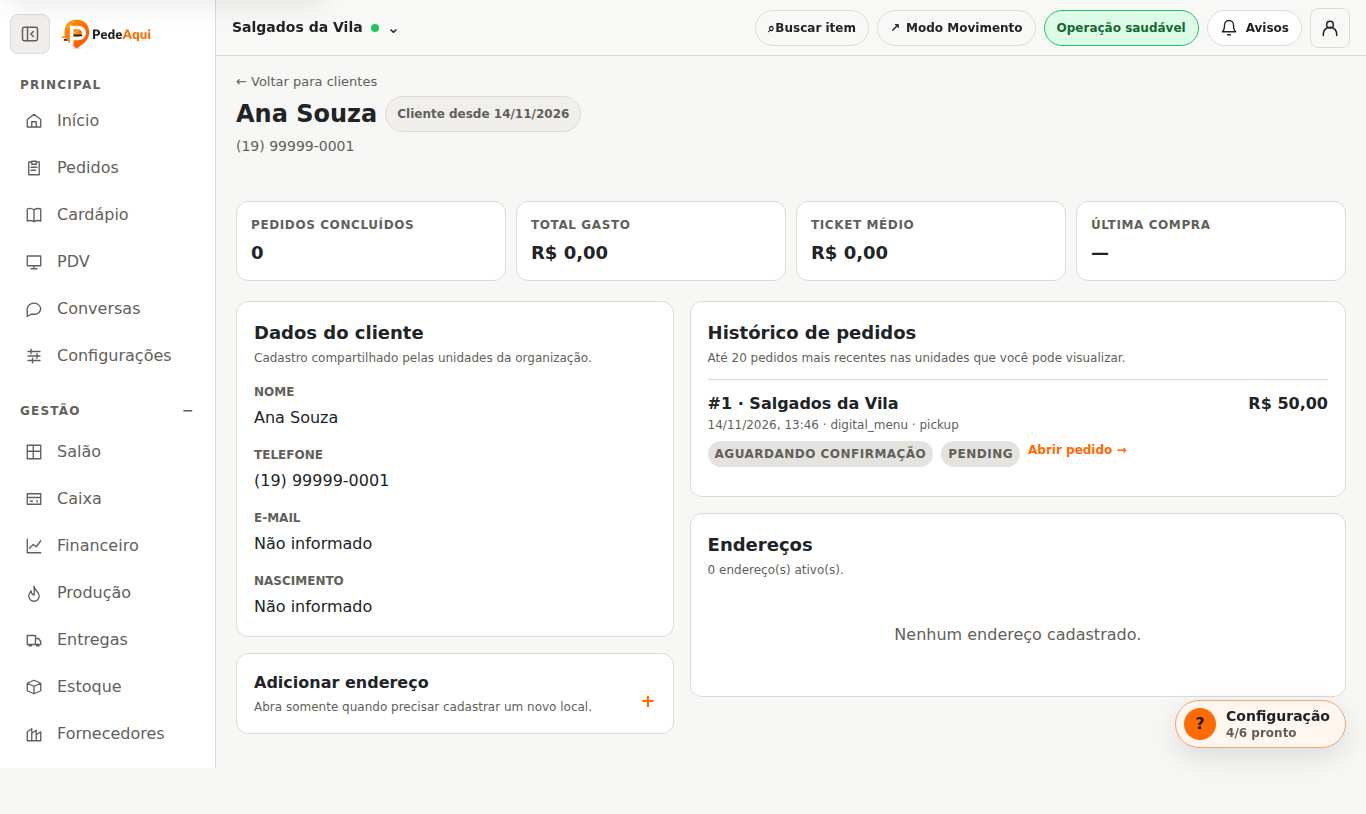 PedeAqui
Salgados da Vila
Buscar item
↗ Modo Movimento
Operação saudável
Avisos
PRINCIPAL
Início
Pedidos
Cardápio
PDV
Conversas
Configurações
GESTÃO −
Salão
Caixa
Financeiro
Produção
Entregas
Estoque
Fornecedores
← Voltar para clientes
Ana Souza
Cliente desde 14/11/2026
(19) 99999-0001
PEDIDOS CONCLUÍDOS
0
TOTAL GASTO
R$ 0,00
TICKET MÉDIO
R$ 0,00
ÚLTIMA COMPRA
—
Dados do cliente
Cadastro compartilhado pelas unidades da organização.
NOME
Ana Souza
TELEFONE
(19) 99999-0001
E-MAIL
Não informado
NASCIMENTO
Não informado
Adicionar endereço
Abra somente quando precisar cadastrar um novo local.
+
Histórico de pedidos
Até 20 pedidos mais recentes nas unidades que você pode visualizar.
#1 · Salgados da Vila R$ 50,00
14/11/2026, 13:46 · digital_menu · pickup
AGUARDANDO CONFIRMAÇÃO PENDING Abrir pedido →
Endereços
0 endereço(s) ativo(s).
Nenhum endereço cadastrado.
?
Configuração
4/6 pronto